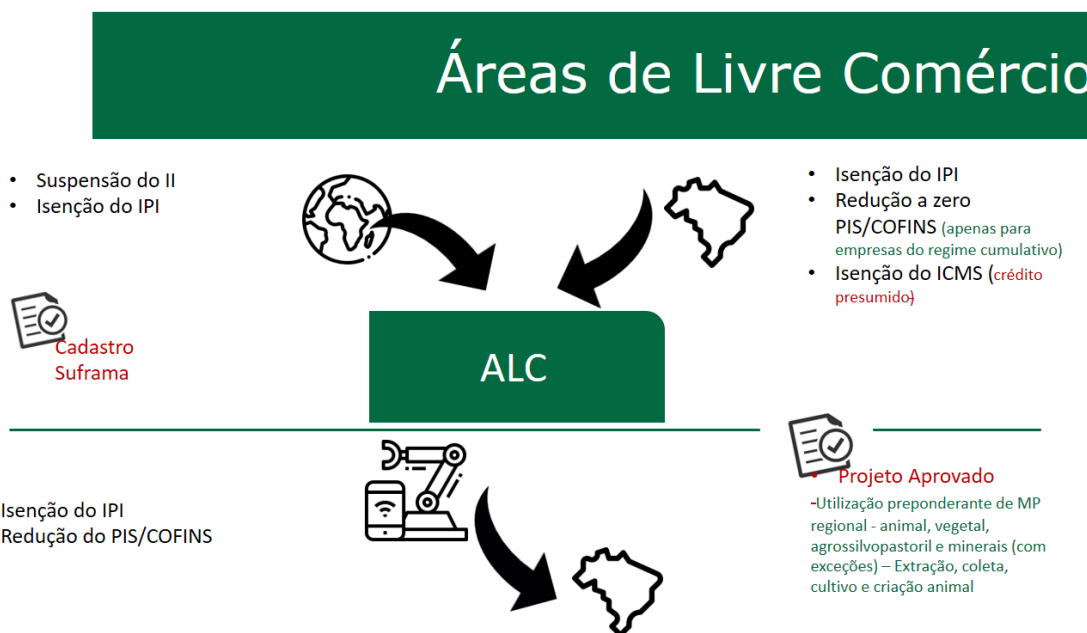 Áreas de Livre Comércio
• Suspensão do II
• Isenção do IPI
• Isenção do IPI
• Redução a zero
PIS/COFINS (apenas para
empresas do regime cumulativo)
• Isenção do ICMS (crédito
presumido)
Cadastro
Suframa
ALC
Isenção do IPI
Redução do PIS/COFINS
• Projeto Aprovado
-Utilização preponderante de MP
regional - animal, vegetal,
agrossilvopastoril e minerais (com
exceções) – Extração, coleta,
cultivo e criação animal